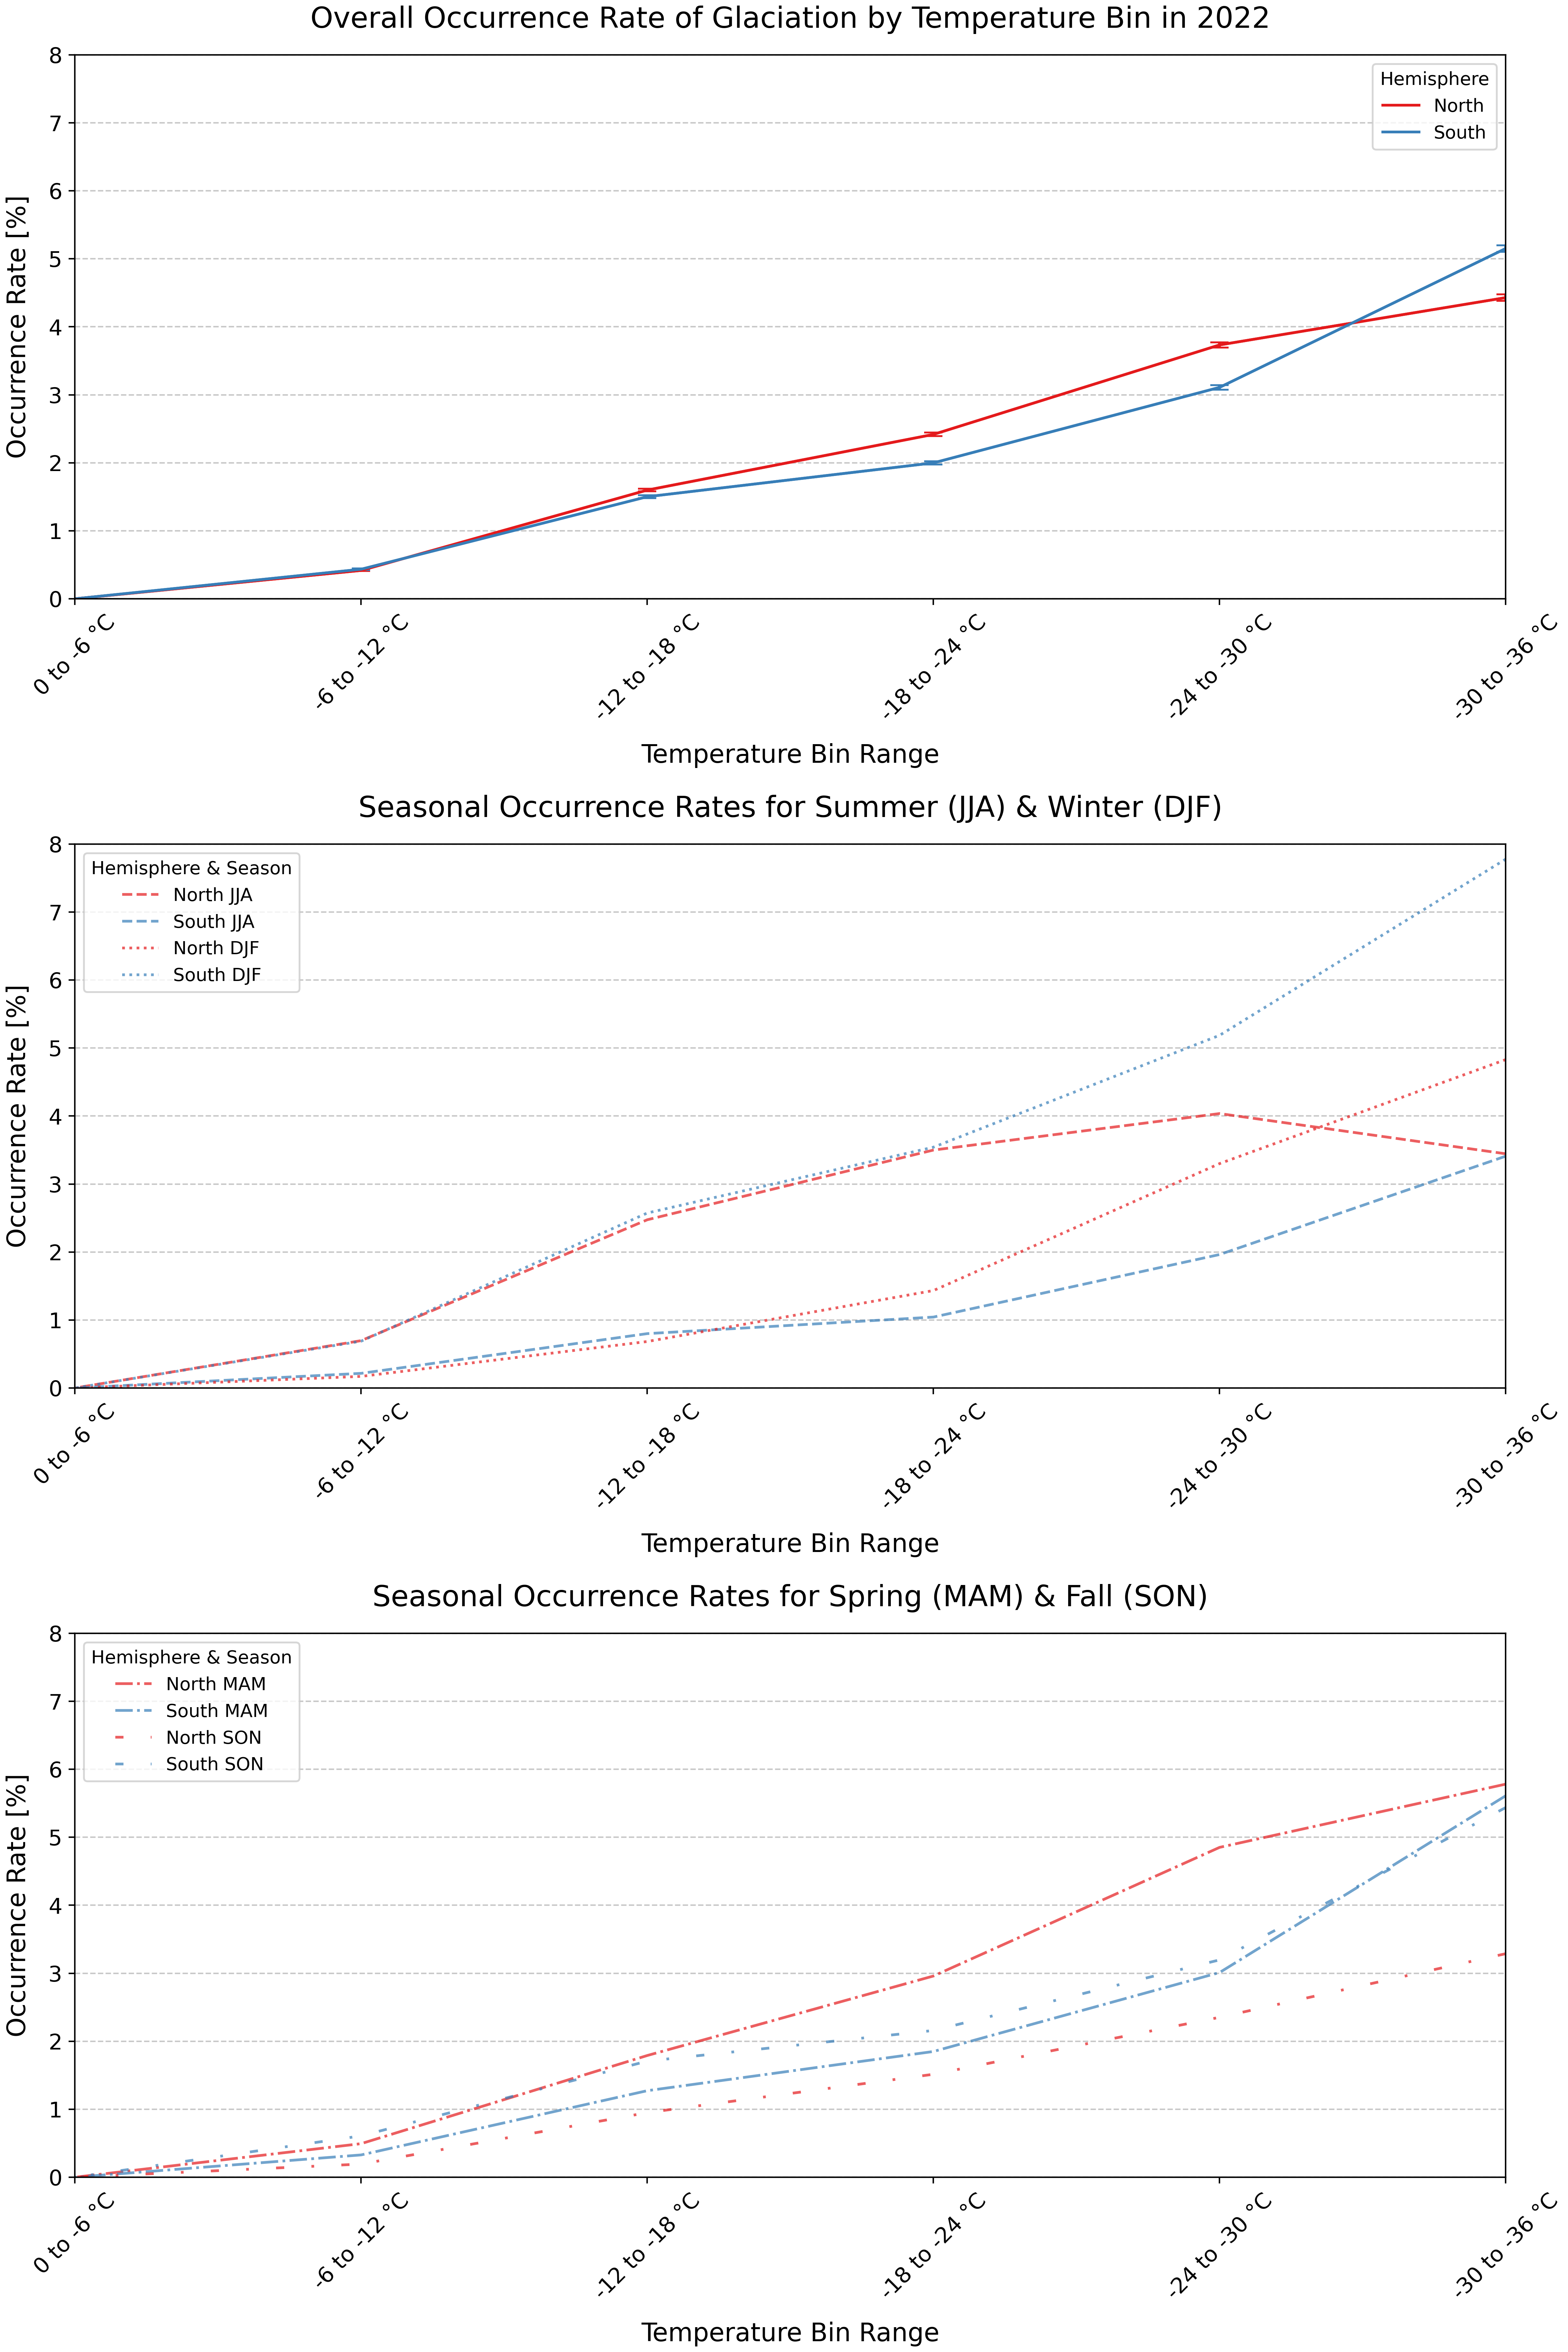 Overall Occurrence Rate of Glaciation by Temperature Bin in 2022
Occurrence Rate [%]
8
7
6
5
4
3
2
1
0
Hemisphere
North
South
0 to -6 °C
-6 to -12 °C
-12 to -18 °C
-18 to -24 °C
-24 to -30 °C
-30 to -36 °C
Temperature Bin Range
Seasonal Occurrence Rates for Summer (JJA) & Winter (DJF)
Occurrence Rate [%]
8
7
6
5
4
3
2
1
0
Hemisphere & Season
North JJA
South JJA
North DJF
South DJF
0 to -6 °C
-6 to -12 °C
-12 to -18 °C
-18 to -24 °C
-24 to -30 °C
-30 to -36 °C
Temperature Bin Range
Seasonal Occurrence Rates for Spring (MAM) & Fall (SON)
Occurrence Rate [%]
8
7
6
5
4
3
2
1
0
Hemisphere & Season
North MAM
South MAM
North SON
South SON
0 to -6 °C
-6 to -12 °C
-12 to -18 °C
-18 to -24 °C
-24 to -30 °C
-30 to -36 °C
Temperature Bin Range